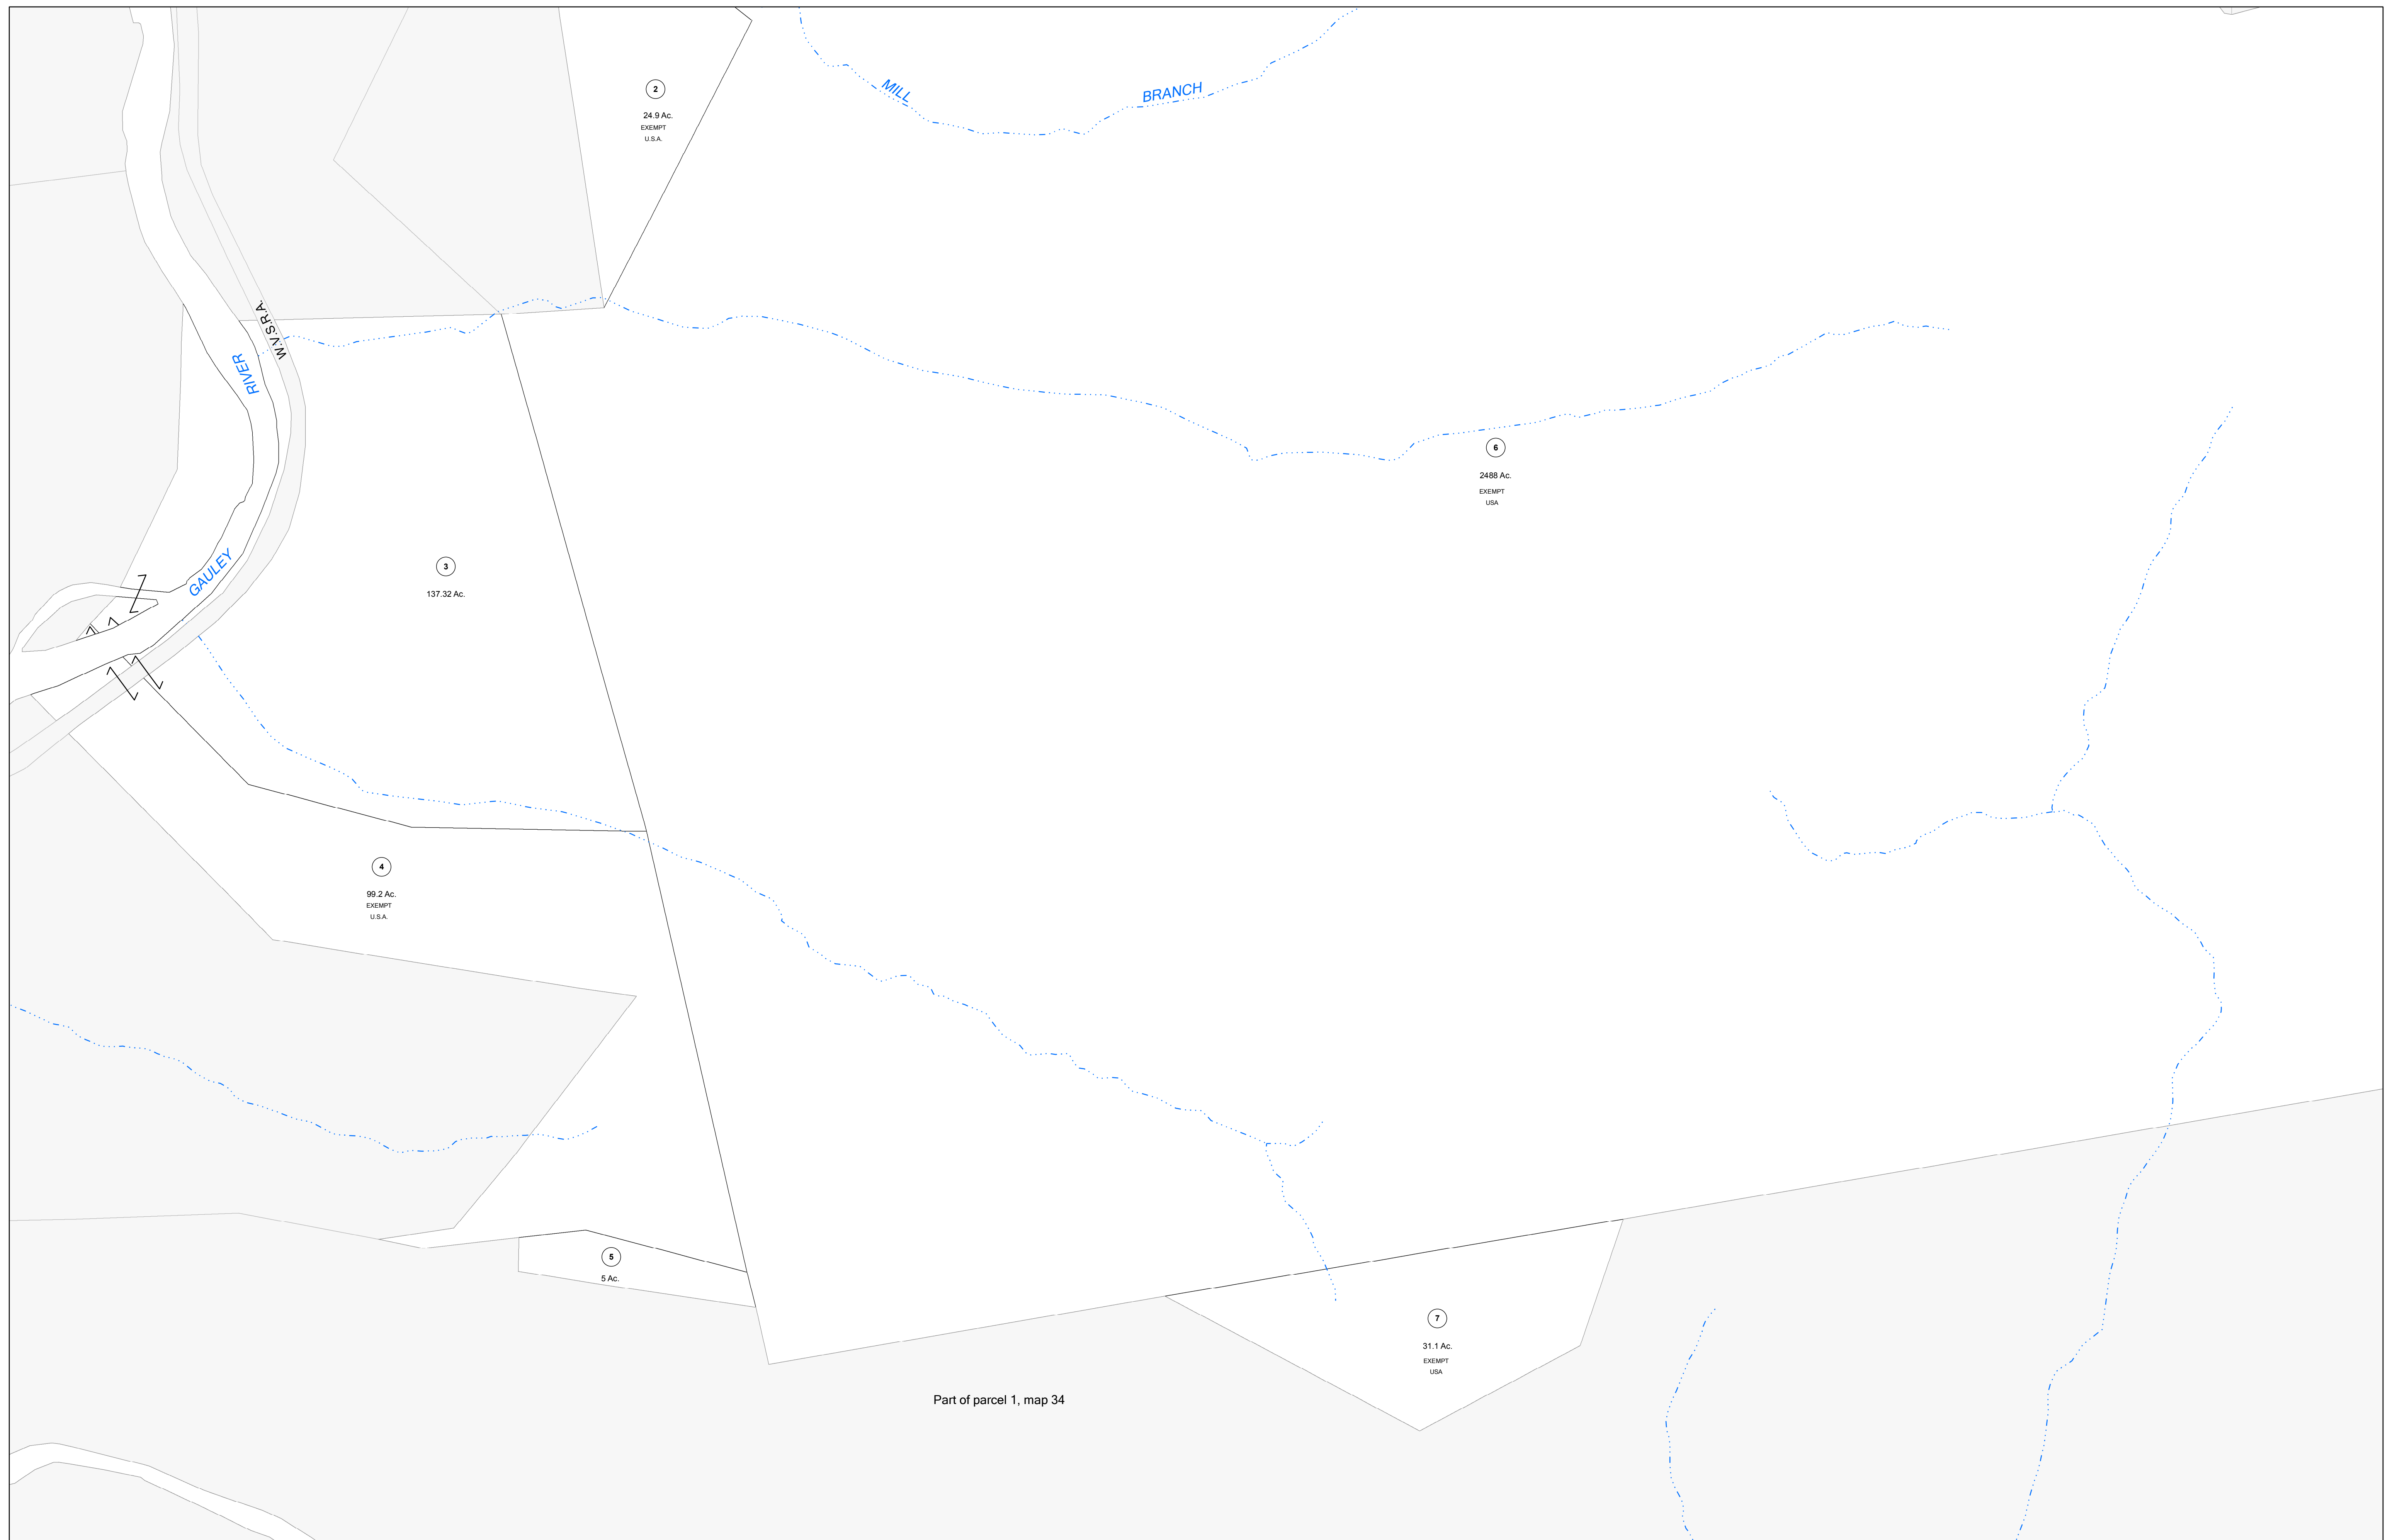 2
24.9 Ac.
EXEMPT
U.S.A.
MILL
BRANCH
W.V.S.R.A.
RIVER
GAULEY
6
2488 Ac.
EXEMPT
USA
3
137.32 Ac.
4
99.2 Ac.
EXEMPT
U.S.A.
5
5 Ac.
7
31.1 Ac.
EXEMPT
USA
Part of parcel 1, map 34